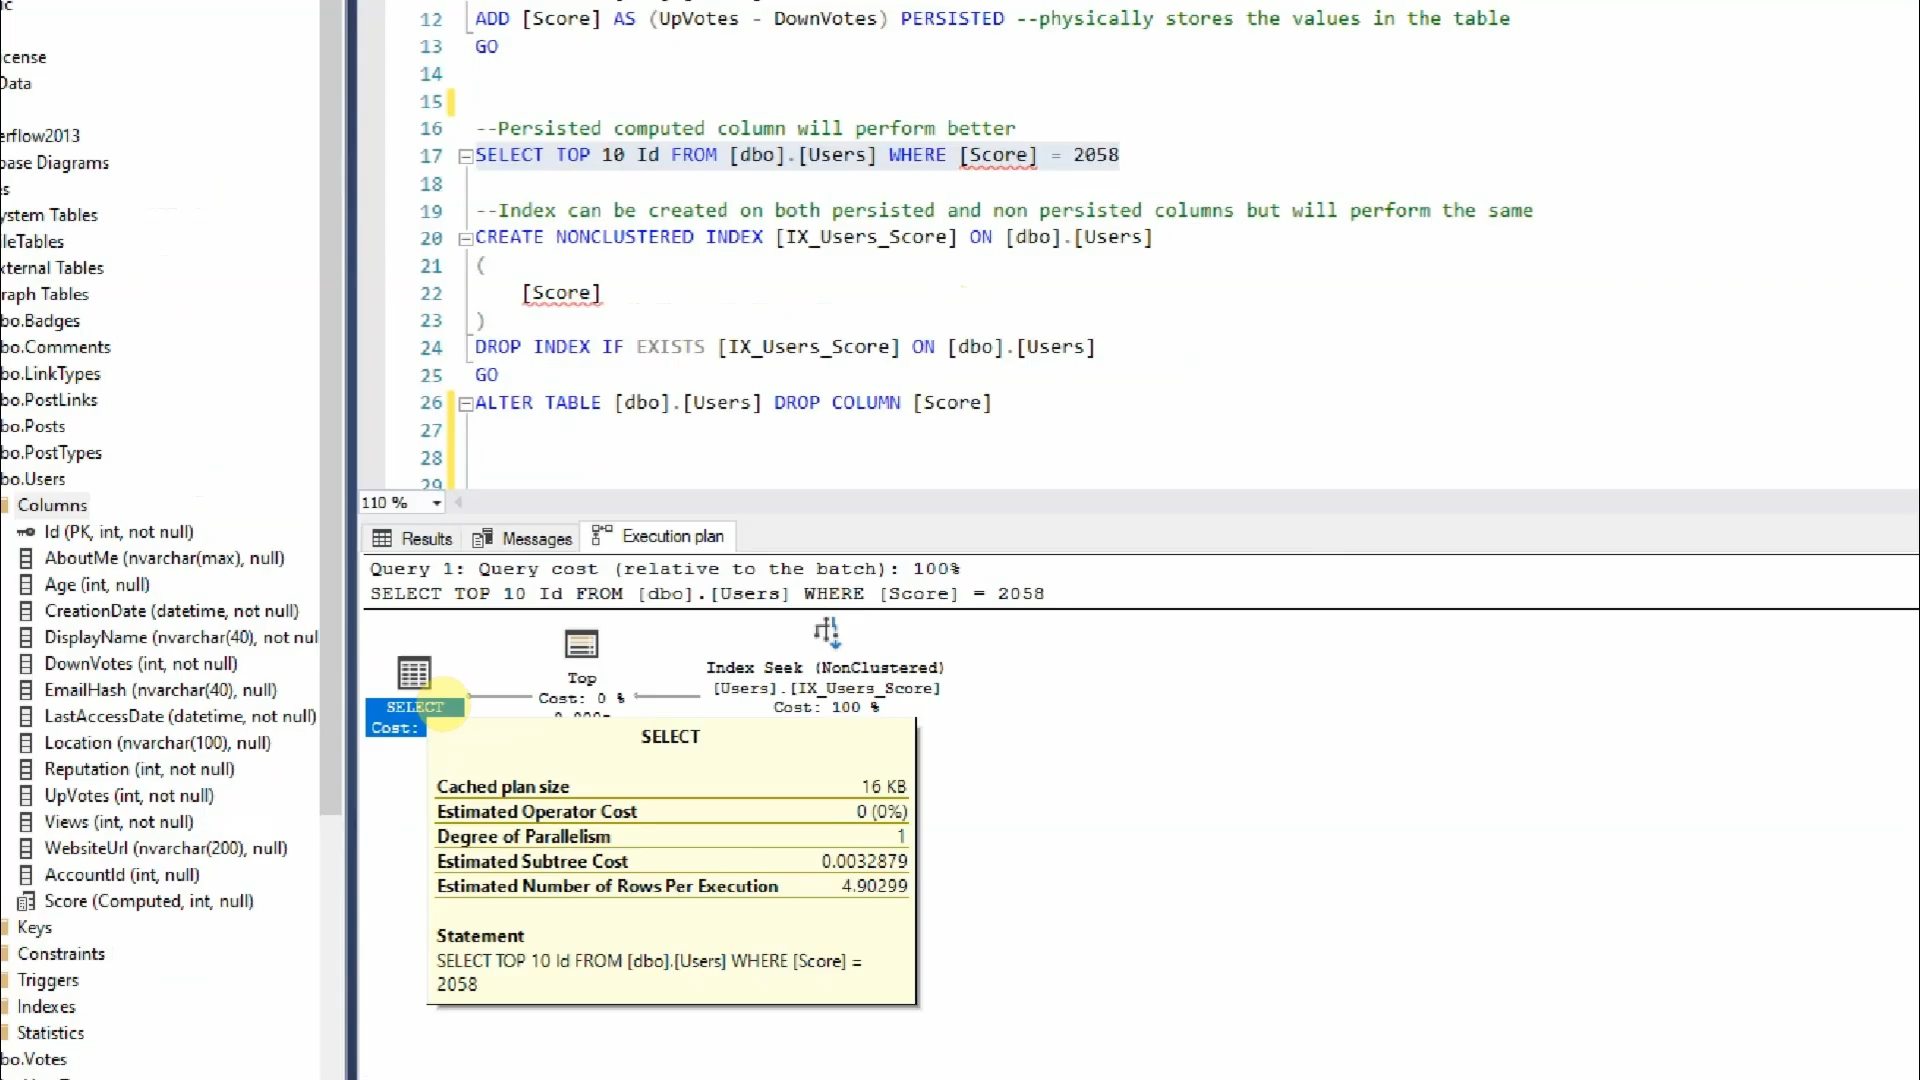 cense
Data
erflow2013
base Diagrams
es
ystem Tables
ileTables
xternal Tables
raph Tables
bo.Badges
bo.Comments
bo.LinkTypes
bo.PostLinks
bo.Posts
bo.PostTypes
bo.Users
Columns
Id (PK, int, not null)
AboutMe (nvarchar(max), null)
Age (int, null)
CreationDate (datetime, not null)
DisplayName (nvarchar(40), not nul
DownVotes (int, not null)
EmailHash (nvarchar(40), null)
LastAccessDate (datetime, not null)
Location (nvarchar(100), null)
Reputation (int, not null)
UpVotes (int, not null)
Views (int, not null)
WebsiteUrl (nvarchar(200), null)
AccountId (int, null)
Score (Computed, int, null)
Keys
Constraints
Triggers
Indexes
Statistics
bo.Votes
12 ADD [Score] AS (UpVotes - DownVotes) PERSISTED --physically stores the values in the table
13 GO
14
15
16 --Persisted computed column will perform better
17 SELECT TOP 10 Id FROM [dbo].[Users] WHERE [Score] = 2058
18
19 --Index can be created on both persisted and non persisted columns but will perform the same
20 CREATE NONCLUSTERED INDEX [IX_Users_Score] ON [dbo].[Users]
21 (
22 [Score]
23 )
24 DROP INDEX IF EXISTS [IX_Users_Score] ON [dbo].[Users]
25 GO
26 ALTER TABLE [dbo].[Users] DROP COLUMN [Score]
27
28
29
110 %
Results Messages Execution plan
Query 1: Query cost (relative to the batch): 100%
SELECT TOP 10 Id FROM [dbo].[Users] WHERE [Score] = 2058
SELECT
Cost:
Top
Cost: 0 %
Index Seek (NonClustered)
[Users].[IX_Users_Score]
Cost: 100 %
SELECT
Cached plan size 16 KB
Estimated Operator Cost 0 (0%)
Degree of Parallelism 1
Estimated Subtree Cost 0.0032879
Estimated Number of Rows Per Execution 4.90299
Statement
SELECT TOP 10 Id FROM [dbo].[Users] WHERE [Score] =
2058